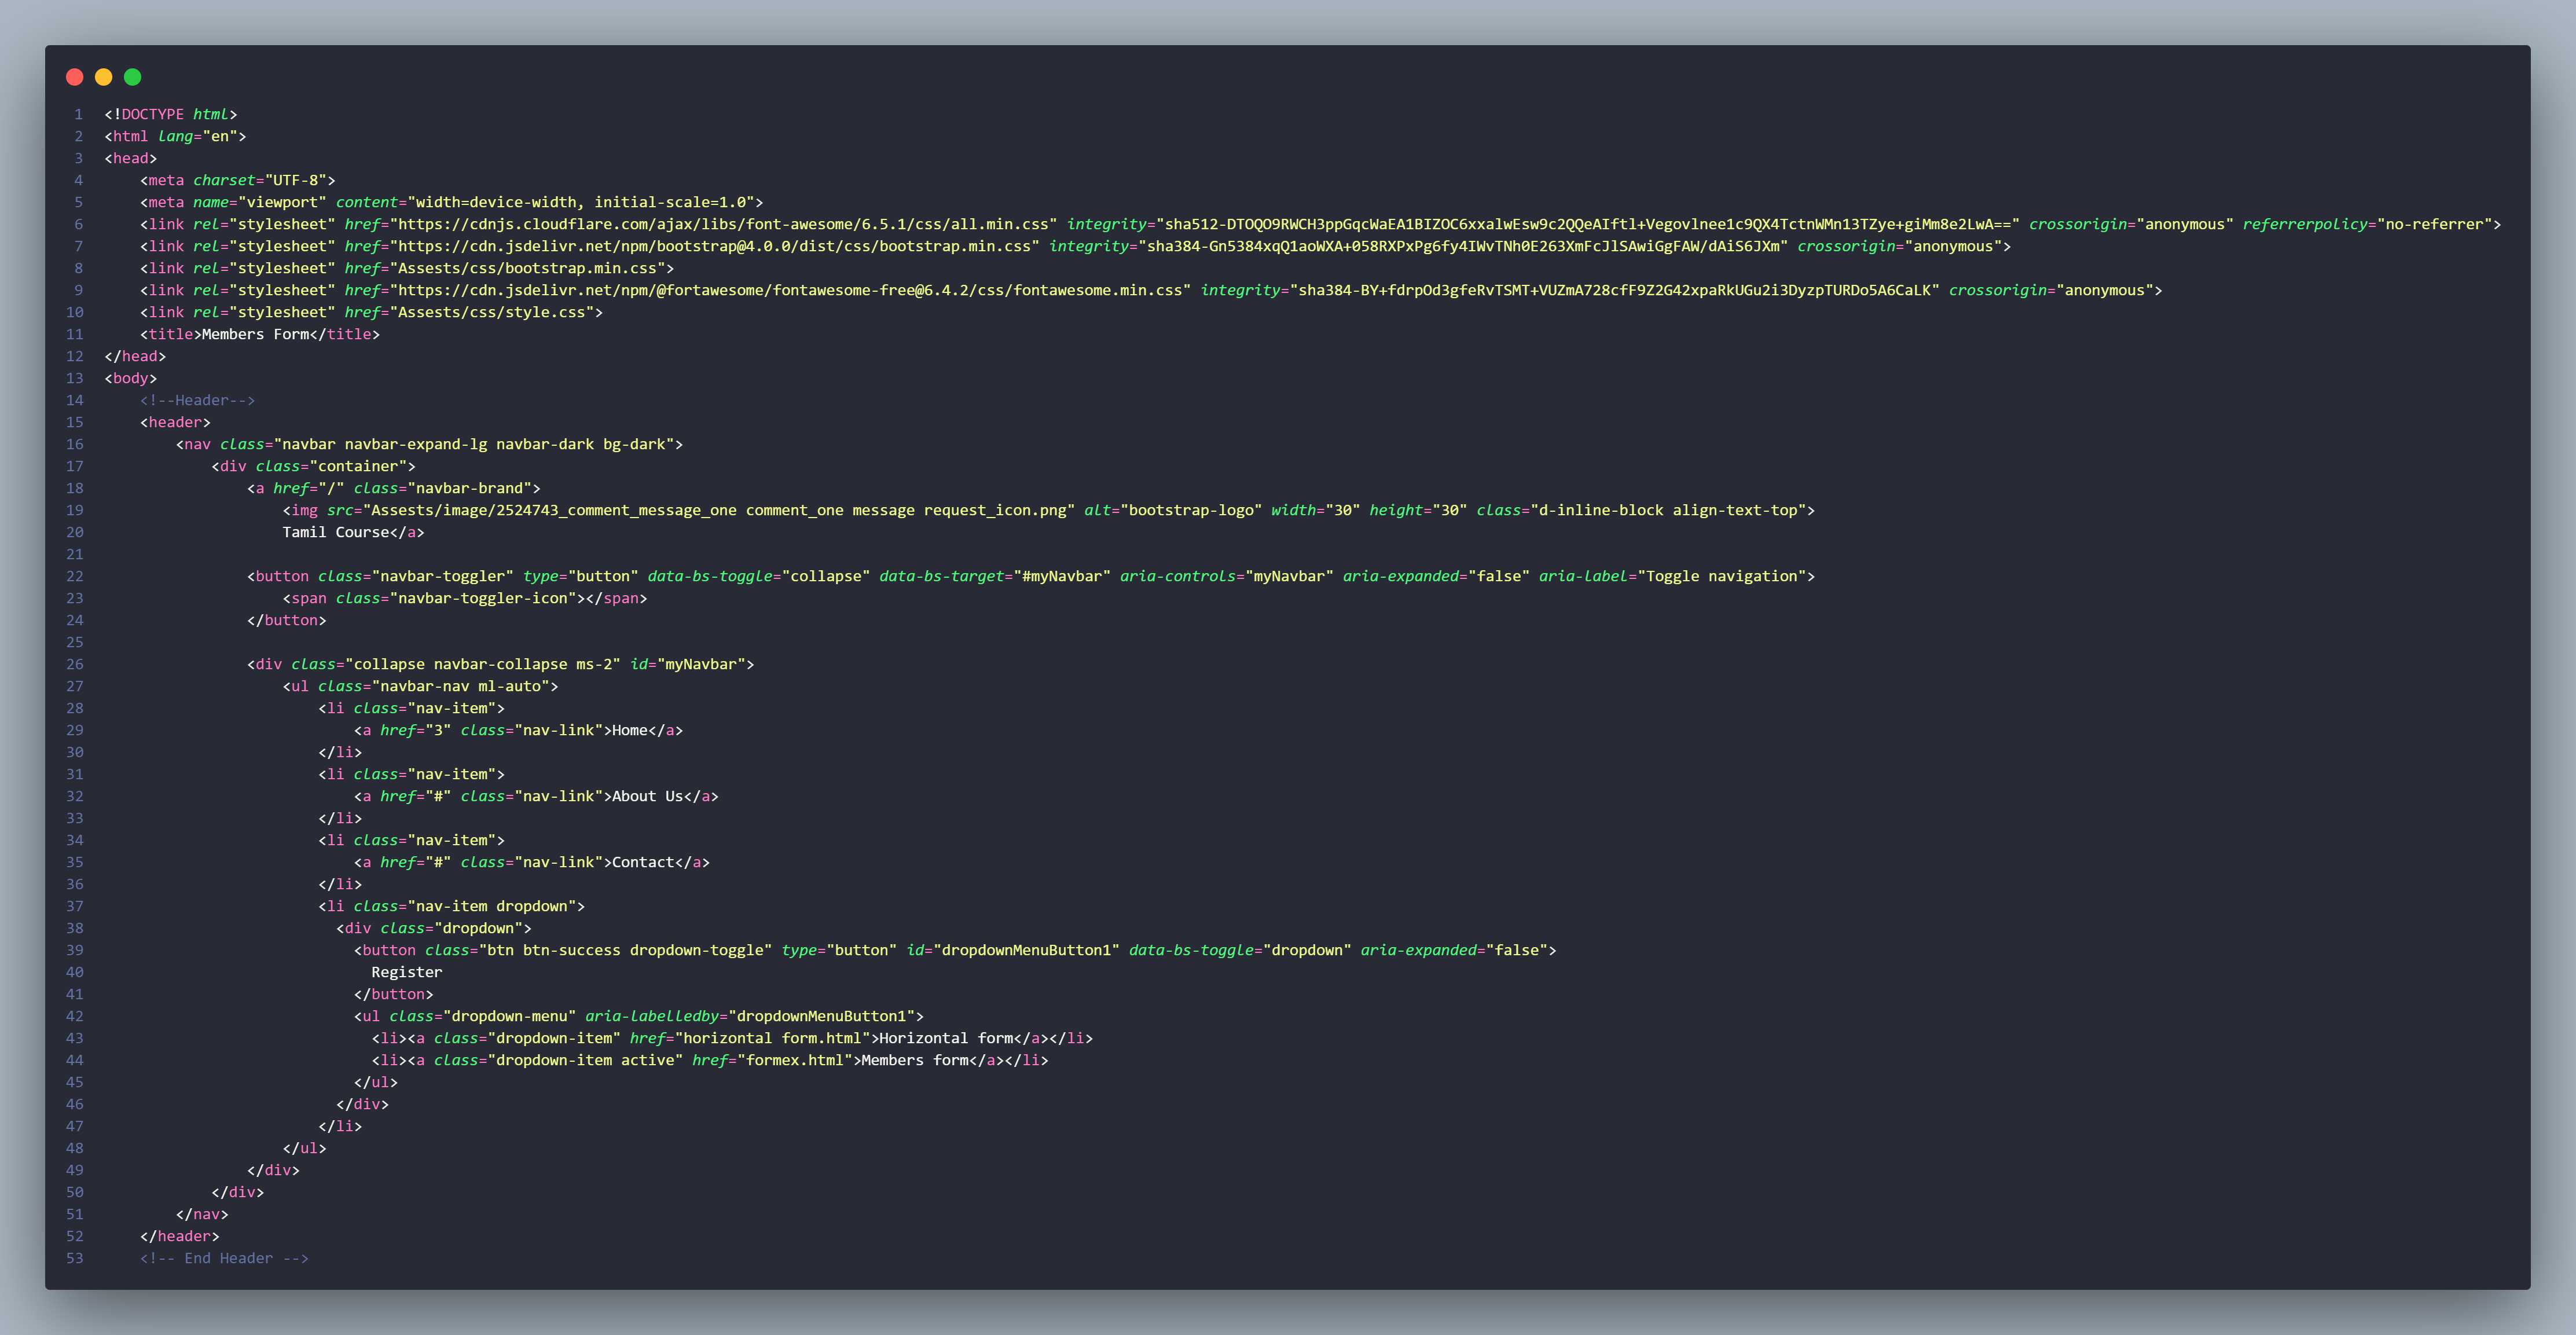 1 <!DOCTYPE html>
2 <html lang="en">
3 <head>
4     <meta charset="UTF-8">
5     <meta name="viewport" content="width=device-width, initial-scale=1.0">
6     <link rel="stylesheet" href="https://cdnjs.cloudflare.com/ajax/libs/font-awesome/6.5.1/css/all.min.css" integrity="sha512-DTOQO9RWCH3ppGqcWaEA1BIZOC6xxalwEsw9c2QQeAIftl+Vegovlnee1c9QX4TctnWMn13TZye+giMm8e2LwA==" crossorigin="anonymous" referrerpolicy="no-referrer">
7     <link rel="stylesheet" href="https://cdn.jsdelivr.net/npm/bootstrap@4.0.0/dist/css/bootstrap.min.css" integrity="sha384-Gn5384xqQ1aoWXA+058RXPxPg6fy4IWvTNh0E263XmFcJlSAwiGgFAW/dAiS6JXm" crossorigin="anonymous">
8     <link rel="stylesheet" href="Assests/css/bootstrap.min.css">
9     <link rel="stylesheet" href="https://cdn.jsdelivr.net/npm/@fortawesome/fontawesome-free@6.4.2/css/fontawesome.min.css" integrity="sha384-BY+fdrpOd3gfeRvTSMT+VUZmA728cfF9Z2G42xpaRkUGu2i3DyzpTURDo5A6CaLK" crossorigin="anonymous">
10     <link rel="stylesheet" href="Assests/css/style.css">
11     <title>Members Form</title>
12 </head>
13 <body>
14     <!--Header-->
15     <header>
16         <nav class="navbar navbar-expand-lg navbar-dark bg-dark">
17             <div class="container">
18                 <a href="/" class="navbar-brand">
19                     <img src="Assests/image/2524743_comment_message_one comment_one message request_icon.png" alt="bootstrap-logo" width="30" height="30" class="d-inline-block align-text-top">
20                     Tamil Course</a>
21
22                 <button class="navbar-toggler" type="button" data-bs-toggle="collapse" data-bs-target="#myNavbar" aria-controls="myNavbar" aria-expanded="false" aria-label="Toggle navigation">
23                     <span class="navbar-toggler-icon"></span>
24                 </button>
25
26                 <div class="collapse navbar-collapse ms-2" id="myNavbar">
27                     <ul class="navbar-nav ml-auto">
28                         <li class="nav-item">
29                             <a href="3" class="nav-link">Home</a>
30                         </li>
31                         <li class="nav-item">
32                             <a href="#" class="nav-link">About Us</a>
33                         </li>
34                         <li class="nav-item">
35                             <a href="#" class="nav-link">Contact</a>
36                         </li>
37                         <li class="nav-item dropdown">
38                           <div class="dropdown">
39                             <button class="btn btn-success dropdown-toggle" type="button" id="dropdownMenuButton1" data-bs-toggle="dropdown" aria-expanded="false">
40                               Register
41                             </button>
42                             <ul class="dropdown-menu" aria-labelledby="dropdownMenuButton1">
43                               <li><a class="dropdown-item" href="horizontal form.html">Horizontal form</a></li>
44                               <li><a class="dropdown-item active" href="formex.html">Members form</a></li>
45                             </ul>
46                           </div>
47                         </li>
48                     </ul>
49                 </div>
50             </div>
51         </nav>
52     </header>
53     <!-- End Header -->